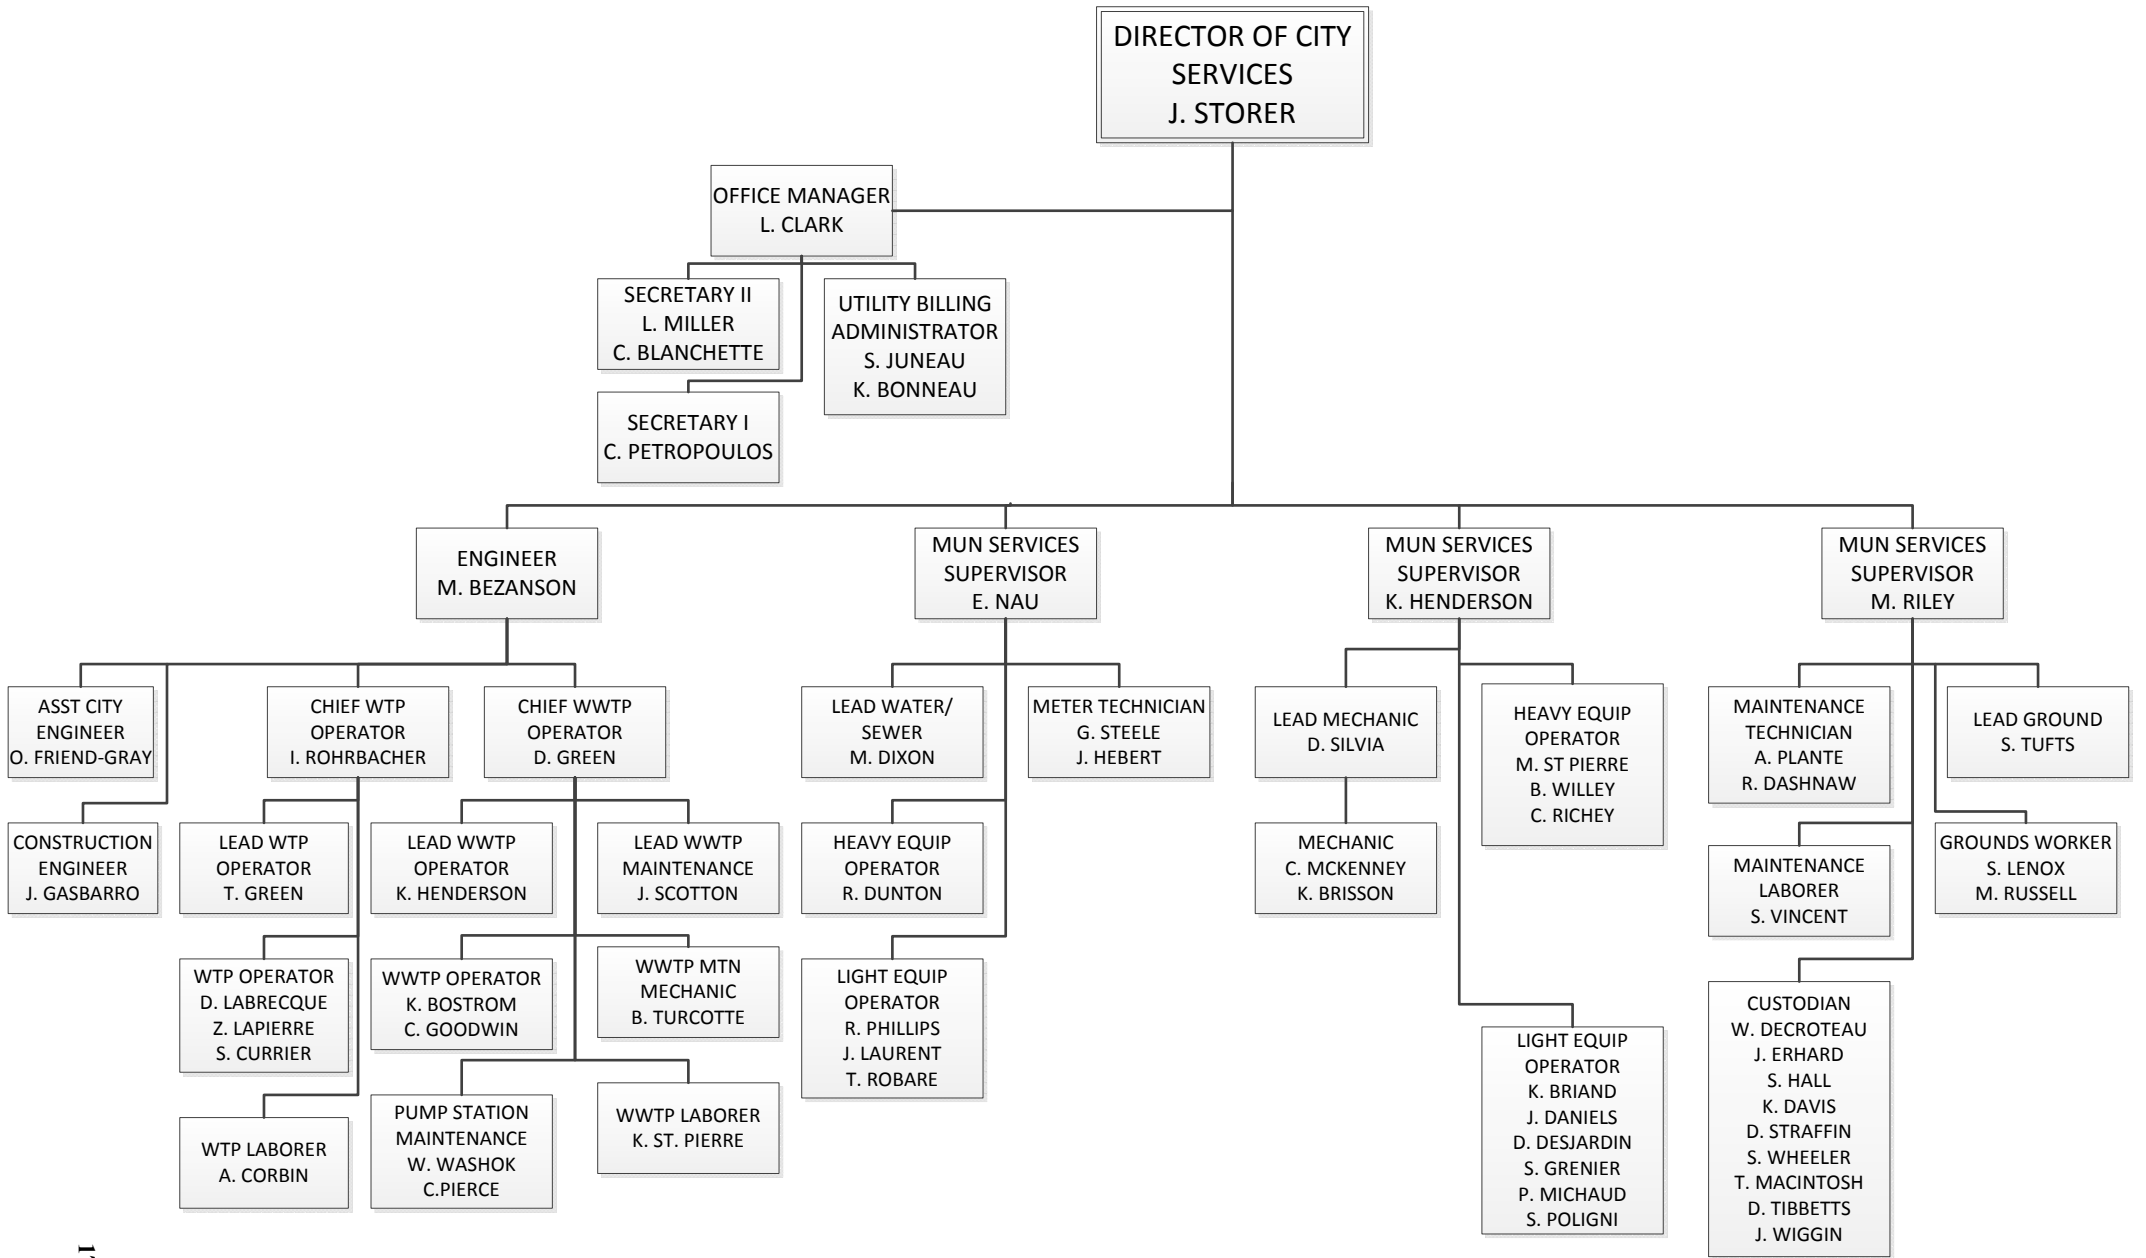 DIRECTOR OF CITY
SERVICES
J. STORER
OFFICE MANAGER
L. CLARK
SECRETARY II
L. MILLER
C. BLANCHETTE
UTILITY BILLING
ADMINISTRATOR
S. JUNEAU
K. BONNEAU
SECRETARY I
C. PETROPOULOS
ENGINEER
M. BEZANSON
MUN SERVICES
SUPERVISOR
E. NAU
MUN SERVICES
SUPERVISOR
K. HENDERSON
MUN SERVICES
SUPERVISOR
M. RILEY
ASST CITY
ENGINEER
O. FRIEND-GRAY
CHIEF WTP
OPERATOR
I. ROHRBACHER
CHIEF WWTP
OPERATOR
D. GREEN
LEAD WATER/
SEWER
M. DIXON
METER TECHNICIAN
G. STEELE
J. HEBERT
LEAD MECHANIC
D. SILVIA
HEAVY EQUIP
OPERATOR
M. ST PIERRE
B. WILLEY
C. RICHEY
MAINTENANCE
TECHNICIAN
A. PLANTE
R. DASHNAW
LEAD GROUND
S. TUFTS
CONSTRUCTION
ENGINEER
J. GASBARRO
LEAD WTP
OPERATOR
T. GREEN
LEAD WWTP
OPERATOR
K. HENDERSON
LEAD WWTP
MAINTENANCE
J. SCOTTON
HEAVY EQUIP
OPERATOR
R. DUNTON
MECHANIC
C. MCKENNEY
K. BRISSON
MAINTENANCE
LABORER
S. VINCENT
GROUNDS WORKER
S. LENOX
M. RUSSELL
WTP OPERATOR
D. LABRECQUE
Z. LAPIERRE
S. CURRIER
WWTP OPERATOR
K. BOSTROM
C. GOODWIN
WWTP MTN
MECHANIC
B. TURCOTTE
LIGHT EQUIP
OPERATOR
R. PHILLIPS
J. LAURENT
T. ROBARE
WTP LABORER
A. CORBIN
PUMP STATION
MAINTENANCE
W. WASHOK
C.PIERCE
WWTP LABORER
K. ST. PIERRE
LIGHT EQUIP
OPERATOR
K. BRIAND
J. DANIELS
D. DESJARDIN
S. GRENIER
P. MICHAUD
S. POLIGNI
CUSTODIAN
W. DECROTEAU
J. ERHARD
S. HALL
K. DAVIS
D. STRAFFIN
S. WHEELER
T. MACINTOSH
D. TIBBETTS
J. WIGGIN